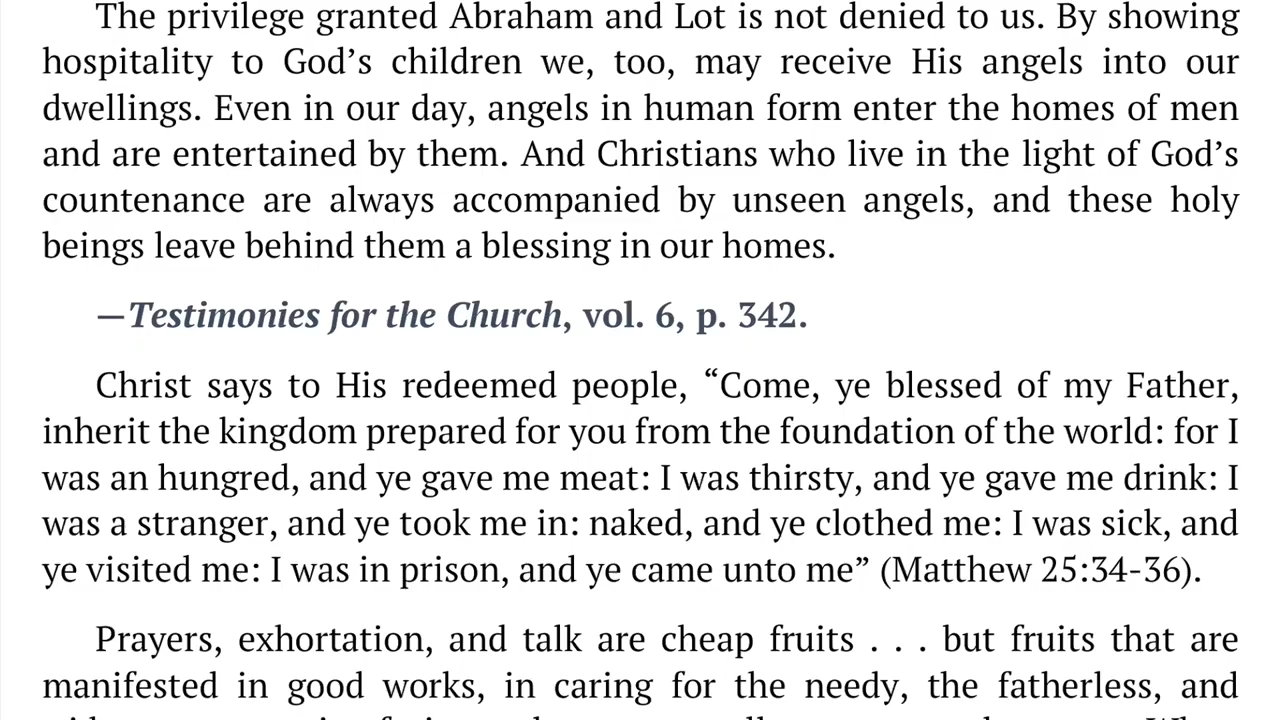 The privilege granted Abraham and Lot is not denied to us. By showing
hospitality to God’s children we, too, may receive His angels into our
dwellings. Even in our day, angels in human form enter the homes of men
and are entertained by them. And Christians who live in the light of God’s
countenance are always accompanied by unseen angels, and these holy
beings leave behind them a blessing in our homes.
—Testimonies for the Church, vol. 6, p. 342.
Christ says to His redeemed people, “Come, ye blessed of my Father,
inherit the kingdom prepared for you from the foundation of the world: for I
was an hungred, and ye gave me meat: I was thirsty, and ye gave me drink: I
was a stranger, and ye took me in: naked, and ye clothed me: I was sick, and
ye visited me: I was in prison, and ye came unto me” (Matthew 25:34-36).
Prayers, exhortation, and talk are cheap fruits . . . but fruits that are
manifested in good works, in caring for the needy, the fatherless, and